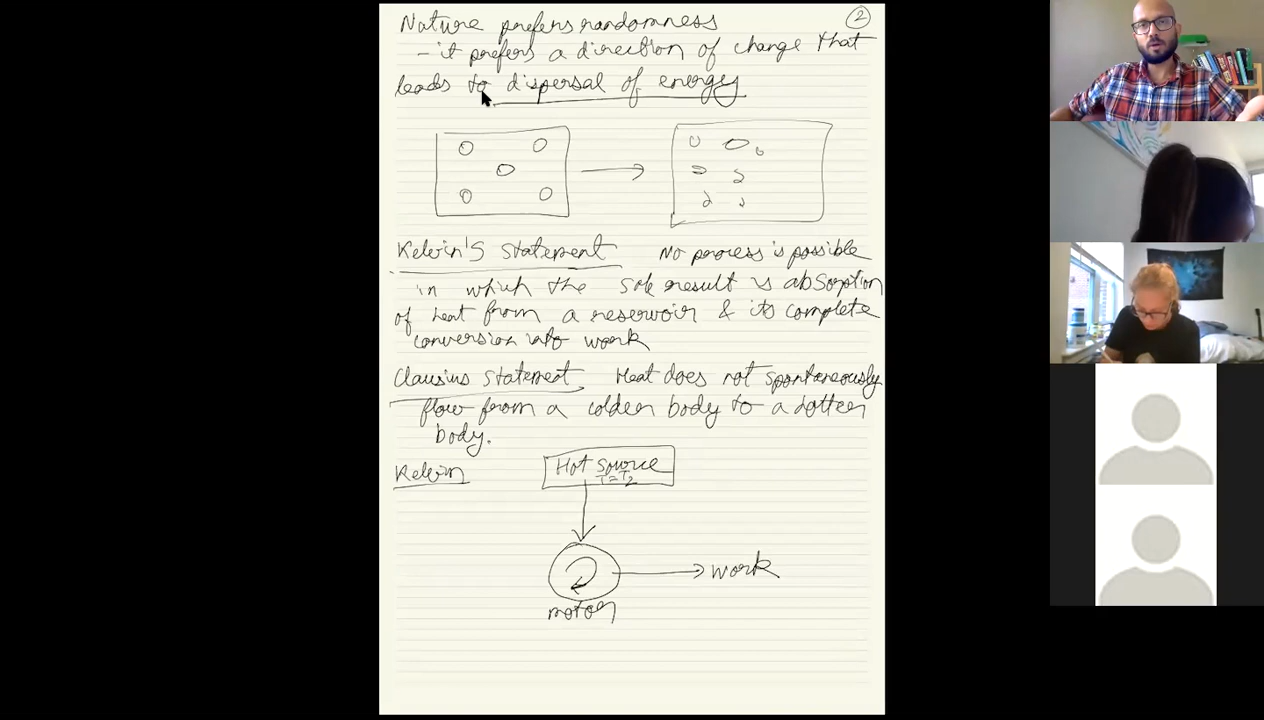 Nature prefers randomness
2
- it prefers a direction of change that
leads to dispersal of energy
Kelvin's statement No process is possible
in which the sole result is absorption
of heat from a reservoir & its complete
conversion into work
Clausius statement Heat does not spontaneously
flow from a colder body to a hotter
body.
Kelvin
Hot source
T=T2
work
motor